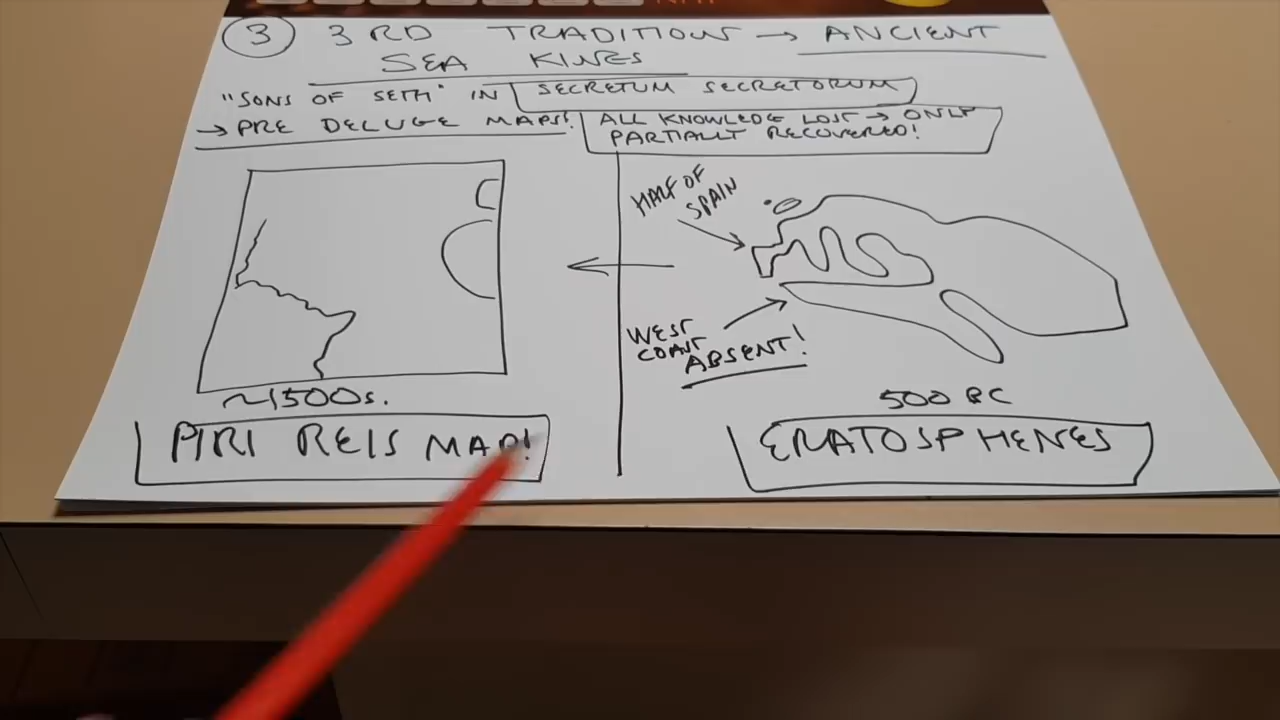 3 3RD TRADITION → ANCIENT
SEA KINGS
"SONS OF SETH" IN SECRETUM SECRETORUM
→ PRE DELUGE MAPS! ALL KNOWLEDGE LOST → ONLY
PARTIALLY RECOVERED!
HALF OF
SPAIN
WEST
COAST
ABSENT!
~1500s.
500 BC
PIRI REIS MAP!
ERATOSPHENES